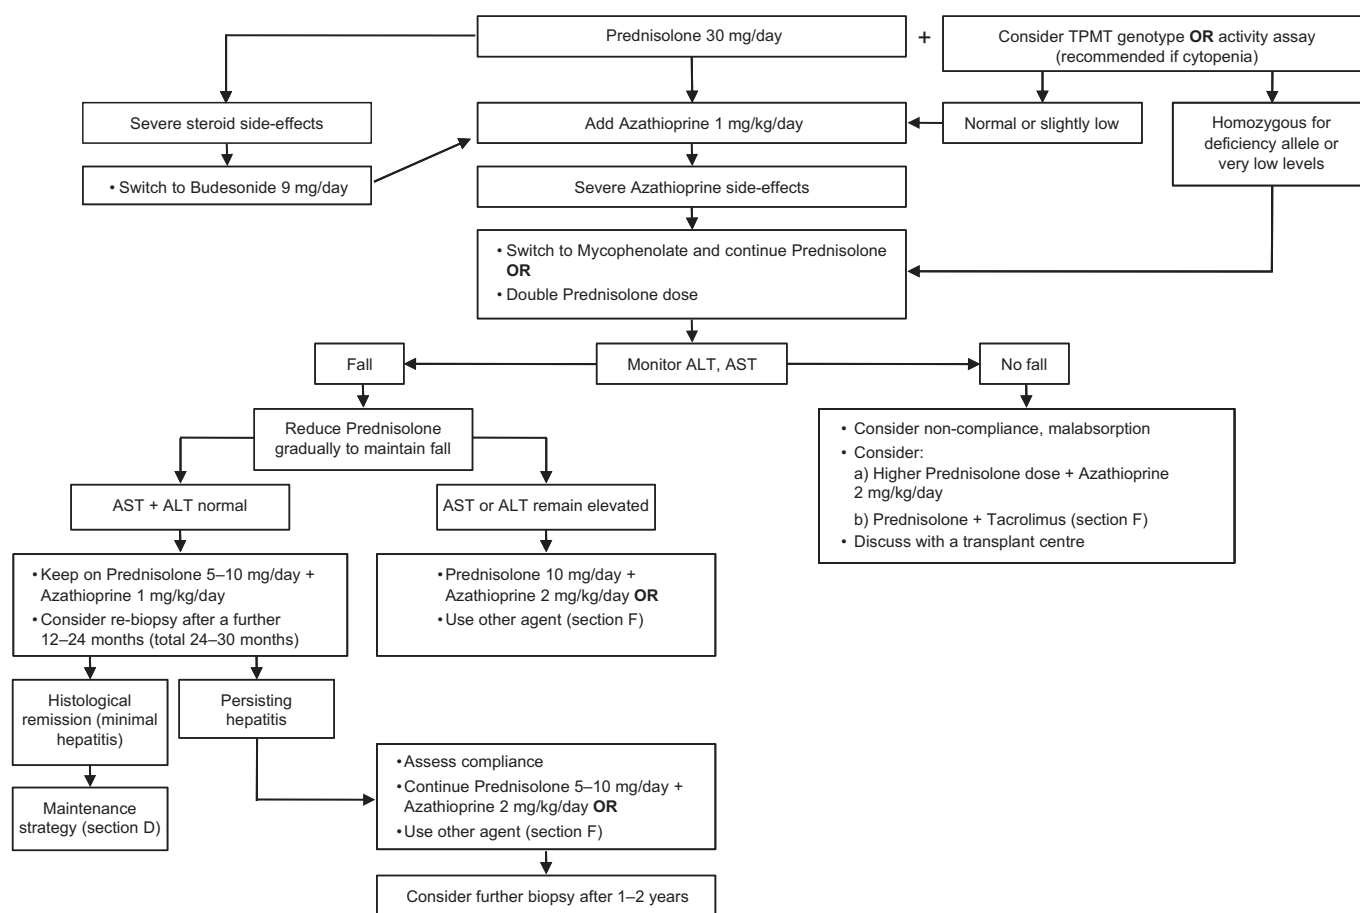 Prednisolone 30 mg/day
+
Consider TPMT genotype OR activity assay
(recommended if cytopenia)
Severe steroid side-effects
Add Azathioprine 1 mg/kg/day
Normal or slightly low
Homozygous for
deficiency allele or
very low levels
• Switch to Budesonide 9 mg/day
Severe Azathioprine side-effects
• Switch to Mycophenolate and continue Prednisolone
OR
• Double Prednisolone dose
Fall
Monitor ALT, AST
No fall
Reduce Prednisolone
gradually to maintain fall
• Consider non-compliance, malabsorption
• Consider:
a) Higher Prednisolone dose + Azathioprine
2 mg/kg/day
b) Prednisolone + Tacrolimus (section F)
• Discuss with a transplant centre
AST + ALT normal
AST or ALT remain elevated
• Keep on Prednisolone 5–10 mg/day +
Azathioprine 1 mg/kg/day
• Consider re-biopsy after a further
12–24 months (total 24–30 months)
• Prednisolone 10 mg/day +
Azathioprine 2 mg/kg/day OR
• Use other agent (section F)
Histological
remission (minimal
hepatitis)
Persisting
hepatitis
Maintenance
strategy (section D)
• Assess compliance
• Continue Prednisolone 5–10 mg/day +
Azathioprine 2 mg/kg/day OR
• Use other agent (section F)
Consider further biopsy after 1–2 years